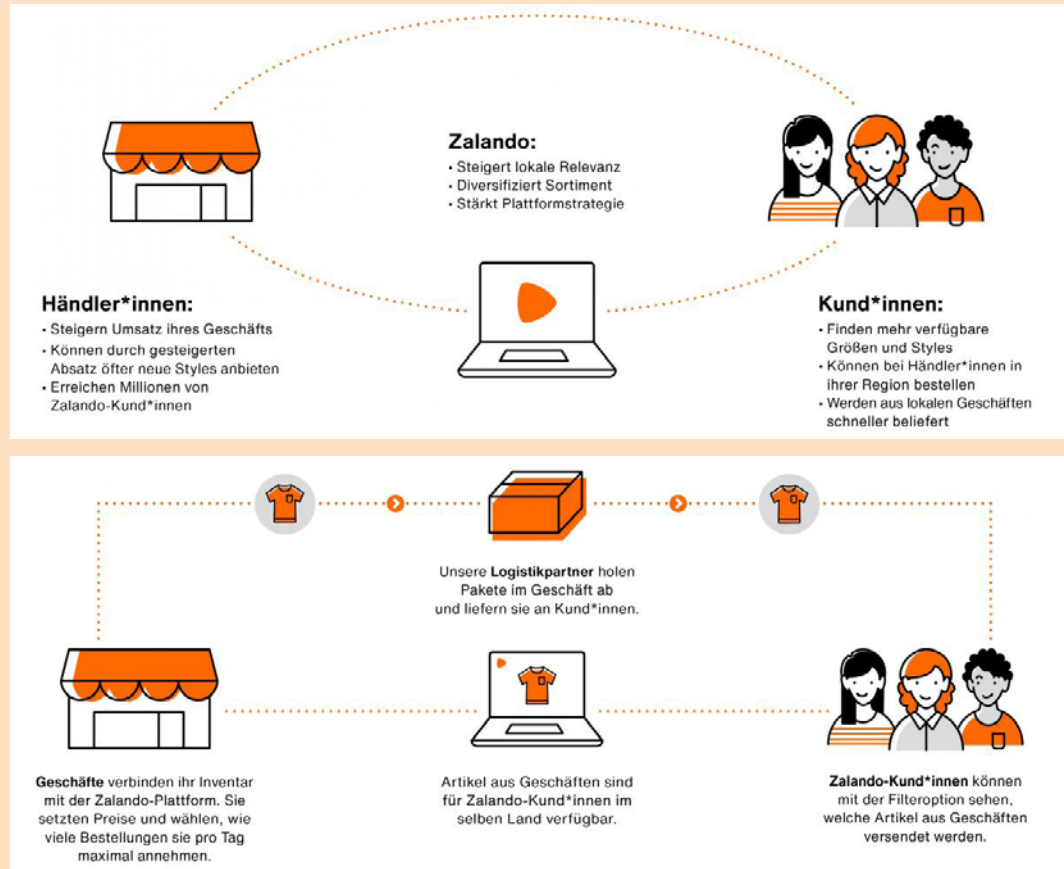 Zalando:
· Steigert lokale Relevanz
· Diversifiziert Sortiment
· Stärkt Plattformstrategie
Händler*innen:
· Steigern Umsatz ihres Geschäfts
· Können durch gesteigerten
Absatz öfter neue Styles anbieten
· Erreichen Millionen von
Zalando-Kund*innen
Kund*innen:
· Finden mehr verfügbare
Größen und Styles
· Können bei Händler*innen in
ihrer Region bestellen
· Werden aus lokalen Geschäften
schneller beliefert
Unsere Logistikpartner holen
Pakete im Geschäft ab
und liefern sie an Kund*innen.
Geschäfte verbinden ihr Inventar
mit der Zalando-Plattform. Sie
setzten Preise und wählen, wie
viele Bestellungen sie pro Tag
maximal annehmen.
Artikel aus Geschäften sind
für Zalando-Kund*innen im
selben Land verfügbar.
Zalando-Kund*innen können
mit der Filteroption sehen,
welche Artikel aus Geschäften
versendet werden.